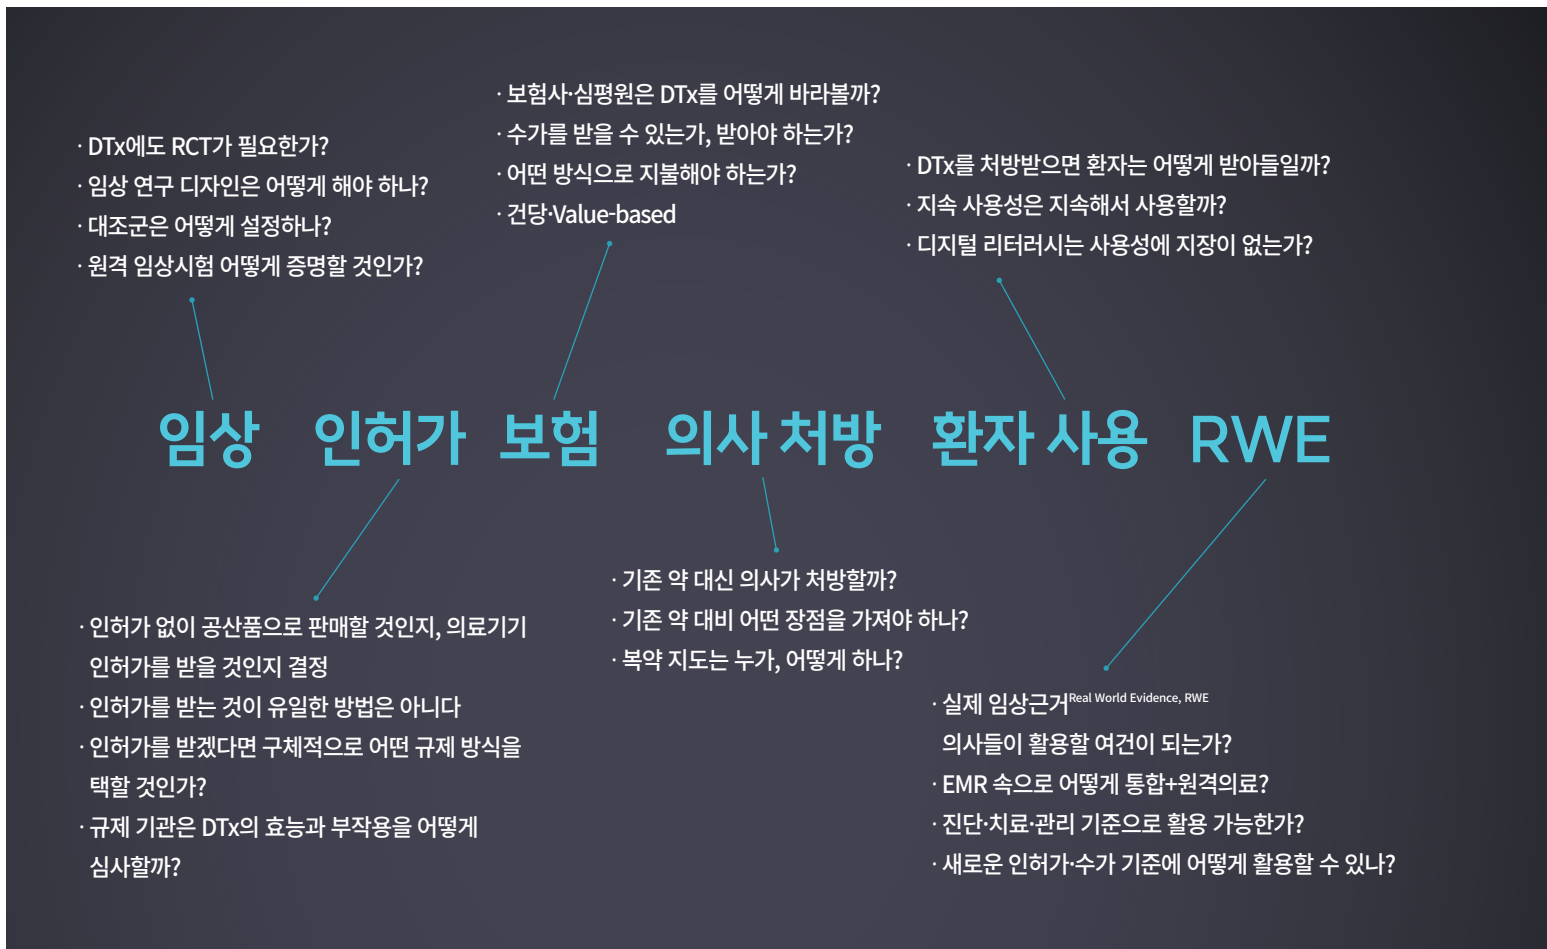 · DTx에도 RCT가 필요한가?
· 임상 연구 디자인은 어떻게 해야 하나?
· 대조군은 어떻게 설정하나?
· 원격 임상시험 어떻게 증명할 것인가?
· 보험사·심평원은 DTx를 어떻게 바라볼까?
· 수가를 받을 수 있는가, 받아야 하는가?
· 어떤 방식으로 지불해야 하는가?
· 건당·Value-based
· DTx를 처방받으면 환자는 어떻게 받아들일까?
· 지속 사용성은 지속해서 사용할까?
· 디지털 리터러시는 사용성에 지장이 없는가?
임상 인허가 보험 의사 처방 환자 사용 RWE
· 인허가 없이 공산품으로 판매할 것인지, 의료기기
인허가를 받을 것인지 결정
· 인허가를 받는 것이 유일한 방법은 아니다
· 인허가를 받겠다면 구체적으로 어떤 규제 방식을
택할 것인가?
· 규제 기관은 DTx의 효능과 부작용을 어떻게
심사할까?
· 기존 약 대신 의사가 처방할까?
· 기존 약 대비 어떤 장점을 가져야 하나?
· 복약 지도는 누가, 어떻게 하나?
· 실제 임상근거Real World Evidence, RWE
의사들이 활용할 여건이 되는가?
· EMR 속으로 어떻게 통합+원격의료?
· 진단·치료·관리 기준으로 활용 가능한가?
· 새로운 인허가·수가 기준에 어떻게 활용할 수 있나?